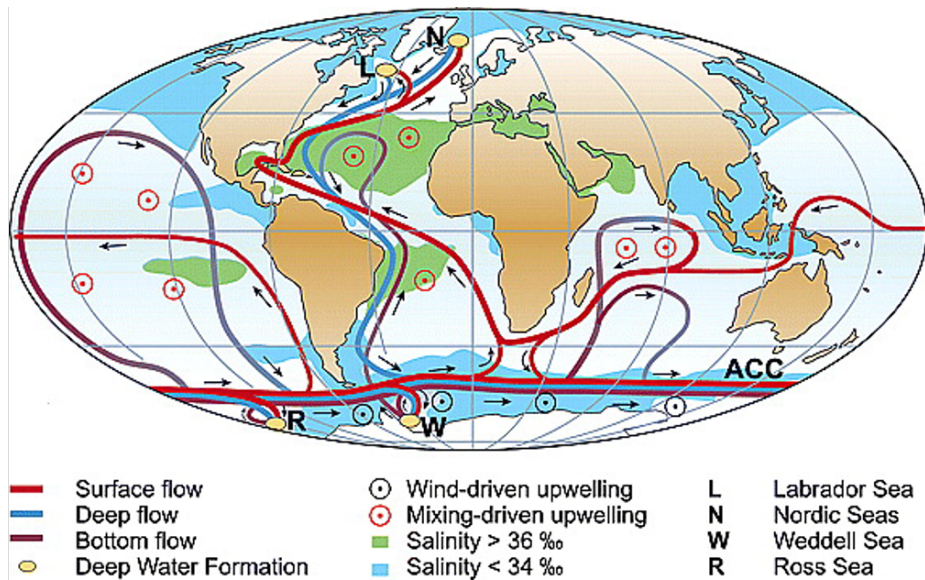 N
L
ACC
R
W
Surface flow
Deep flow
Bottom flow
Deep Water Formation
Wind-driven upwelling
Mixing-driven upwelling
Salinity > 36 ‰
Salinity < 34 ‰
L Labrador Sea
N Nordic Seas
W Weddell Sea
R Ross Sea